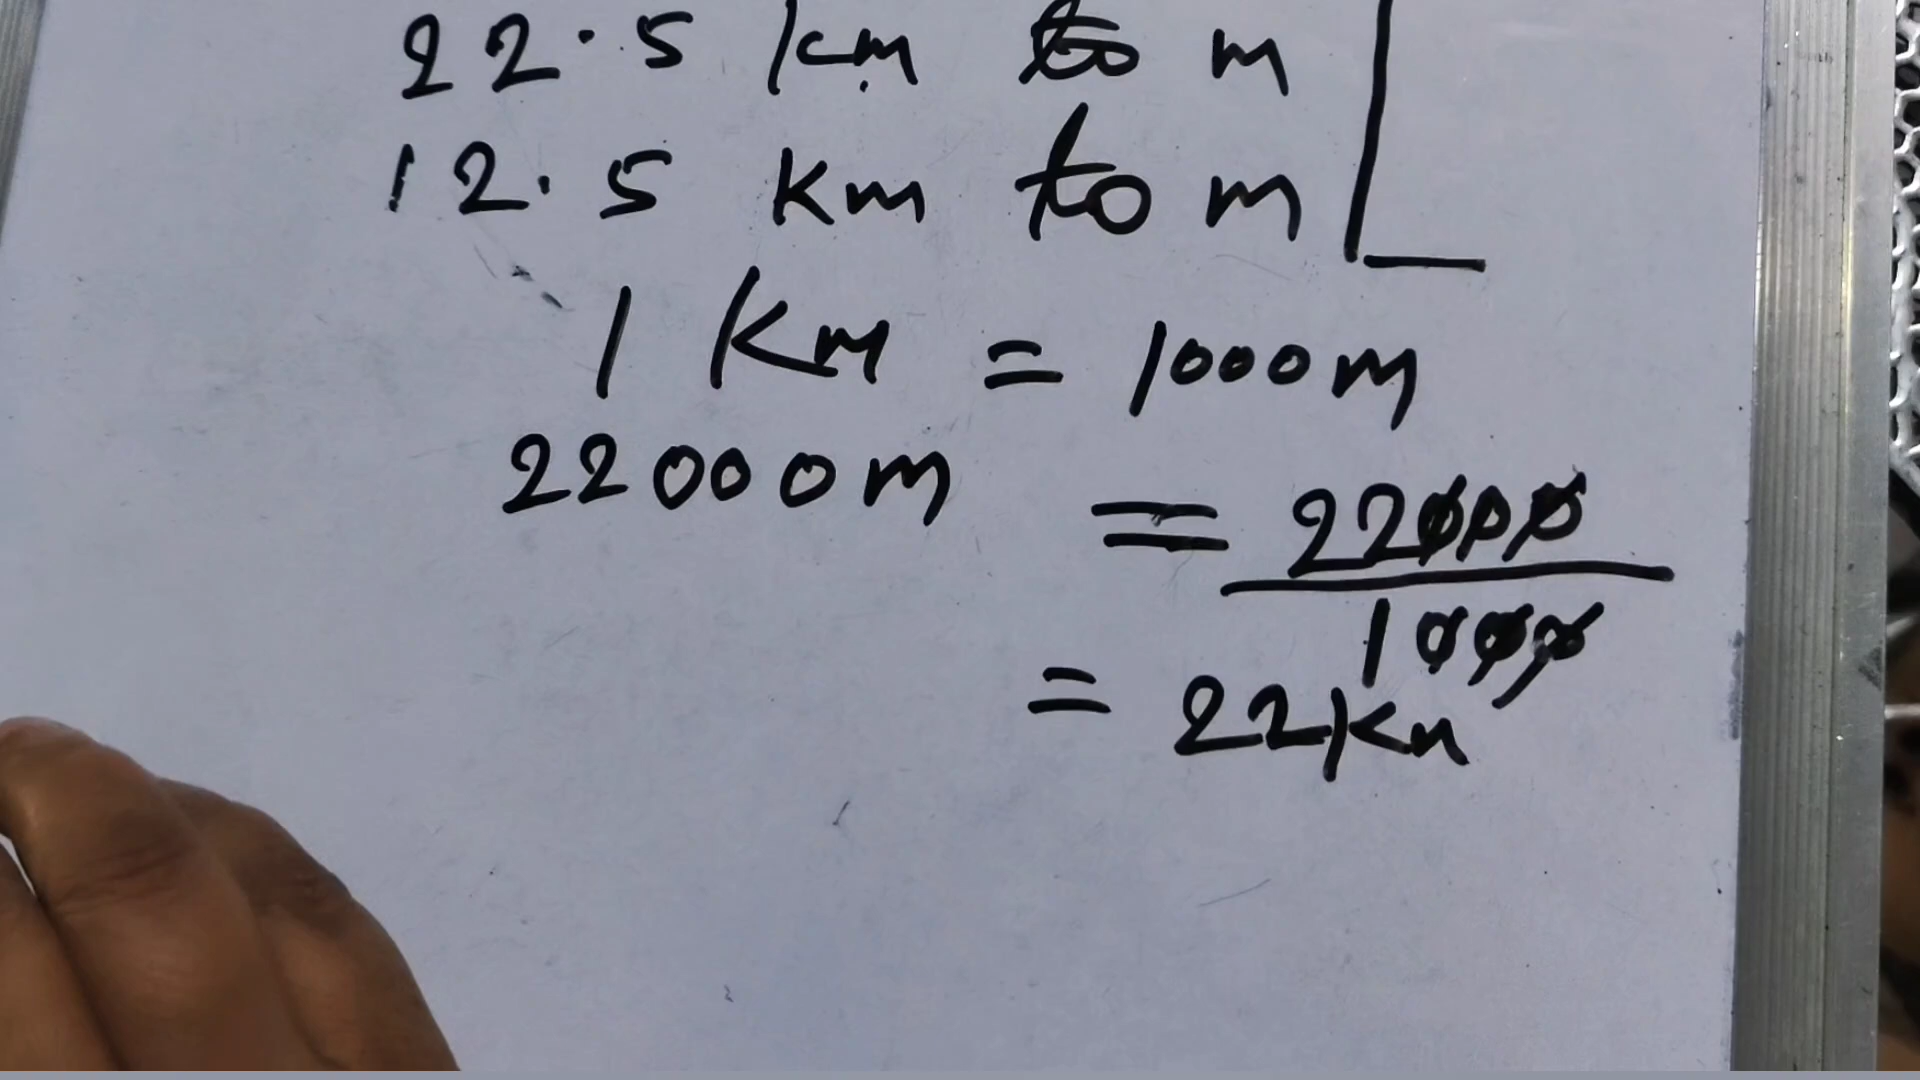 22.5 km to m
12.5 km to m
1 Km = 1000m
22000m = 22000
1000
= 22Km